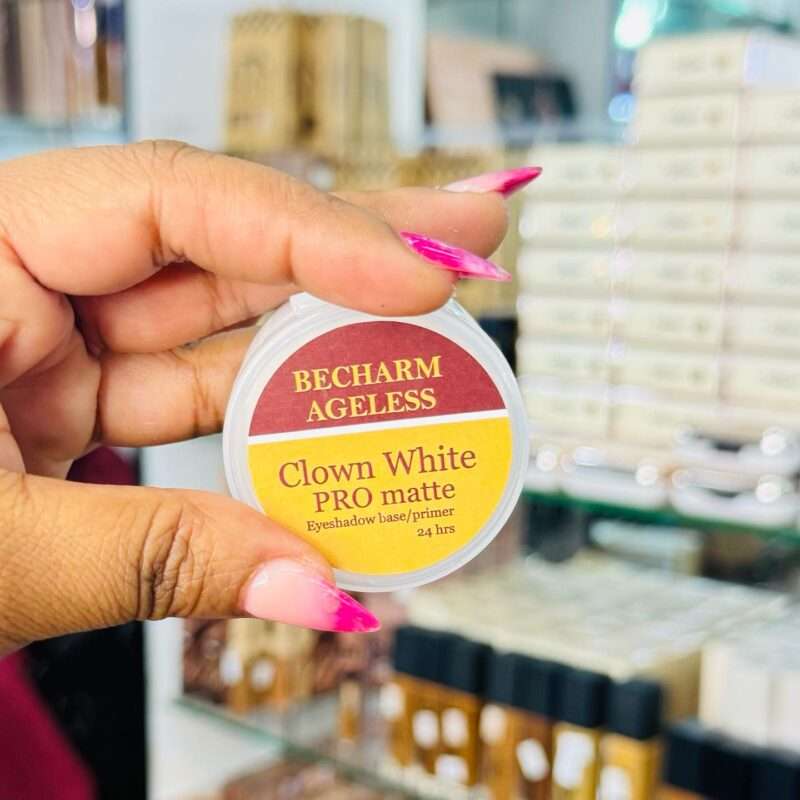 BECHARM
AGELESS
Clown White
PRO matte
Eyeshadow base/primer
24 hrs